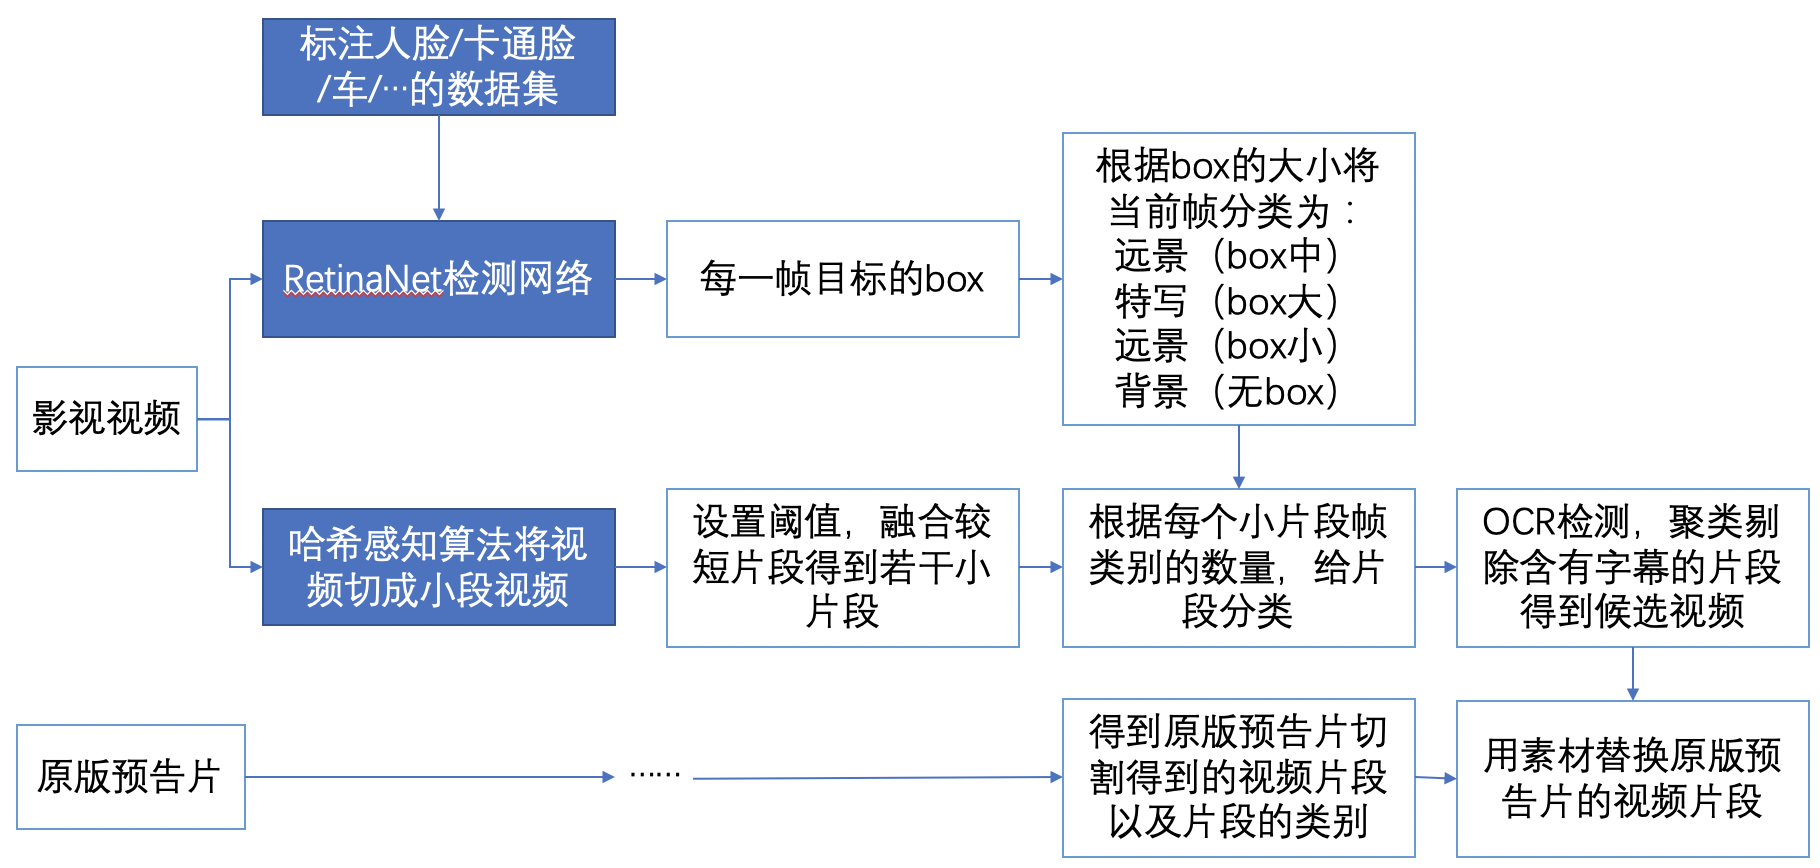 标注人脸/卡通脸
/车/…的数据集
RetinaNet检测网络
每一帧目标的box
根据box的大小将
当前帧分类为：
远景（box中）
特写（box大）
远景（box小）
背景（无box）
影视视频
哈希感知算法将视
频切成小段视频
设置阈值，融合较
短片段得到若干小
片段
根据每个小片段帧
类别的数量，给片
段分类
OCR检测，聚类剔
除含有字幕的片段
得到候选视频
原版预告片
……
得到原版预告片切
割得到的视频片段
以及片段的类别
用素材替换原版预
告片的视频片段